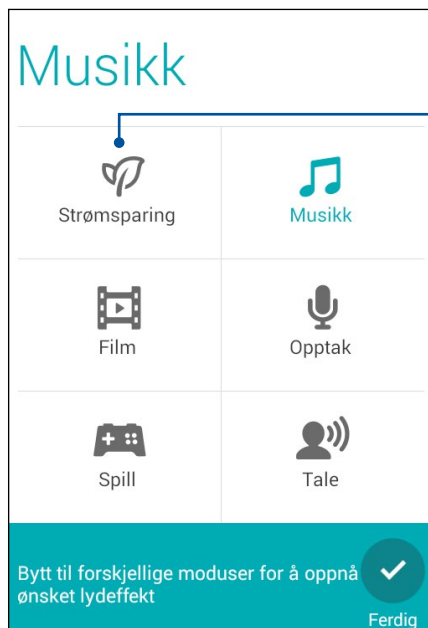 Musikk
Strømsparing
Musikk
Film
Opptak
Spill
Tale
Bytt til forskjellige moduser for å oppnå
ønsket lydeffekt
Ferdig